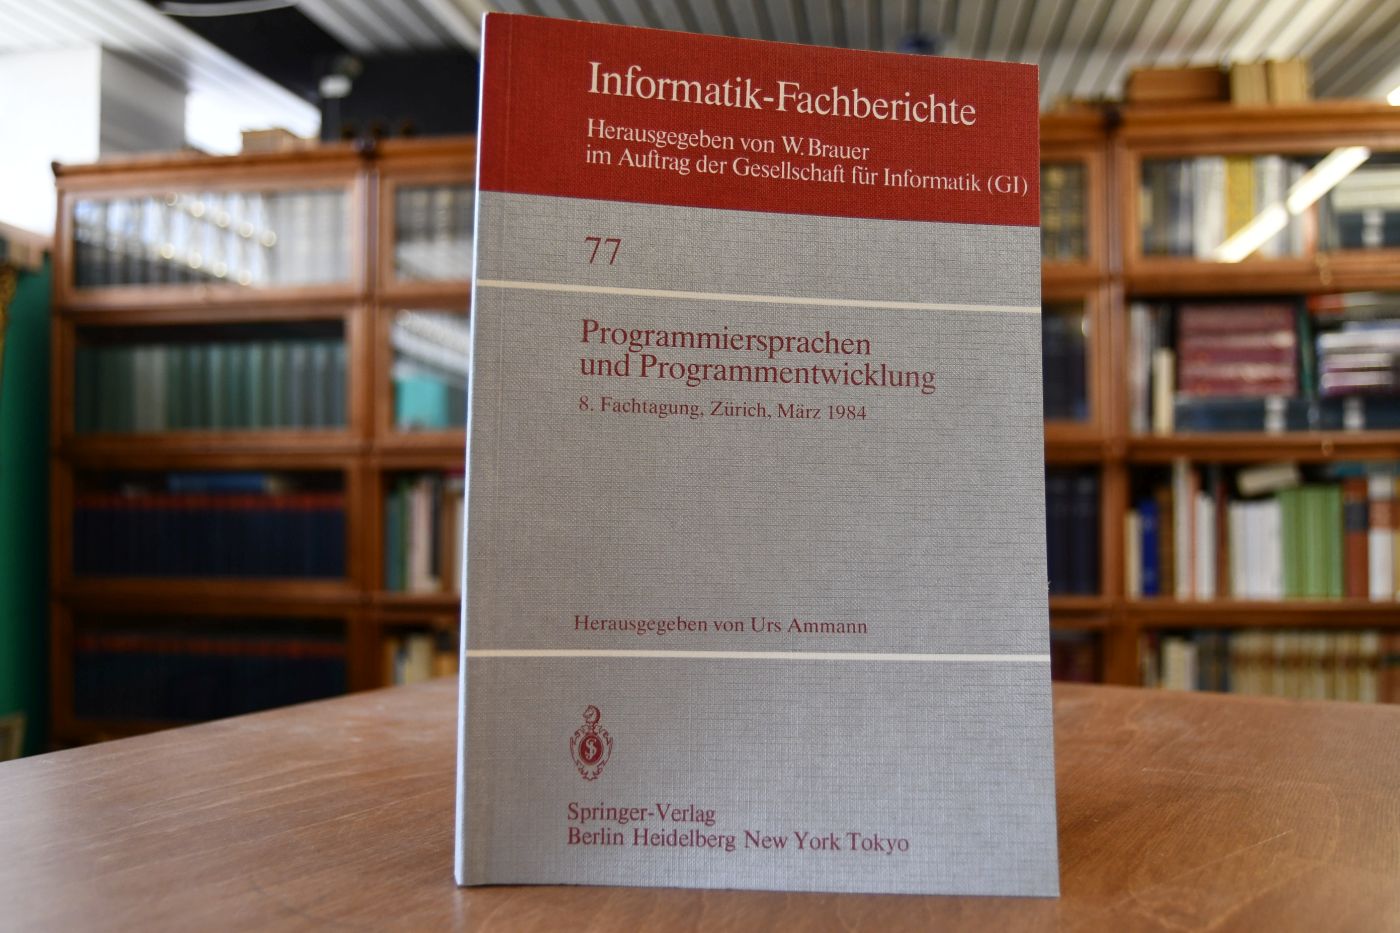 Informatik-Fachberichte
Herausgegeben von W. Brauer
im Auftrag der Gesellschaft für Informatik (GI)
77
Programmiersprachen
und Programmentwicklung
8. Fachtagung, Zürich, März 1984
Herausgegeben von Urs Ammann
Springer-Verlag
Berlin Heidelberg New York Tokyo